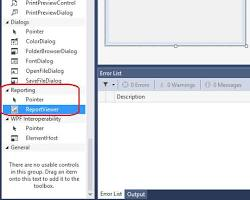 PrintPreviewControl
PrintPreviewDialog
Dialogs
Pointer
ColorDialog
FolderBrowserDialog
FontDialog
OpenFileDialog
SaveFileDialog
Reporting
Pointer
ReportViewer
WPF Interoperability
Pointer
ElementHost
General
There are no usable controls
in this group. Drag an item
onto this text to add it to the
toolbox.
Error List
0 Errors
0 Warnings
0 Messages
Description
Error List
Output